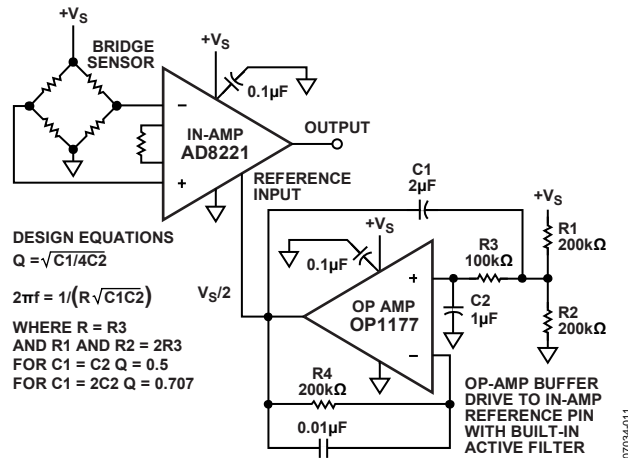 +VS
BRIDGE
SENSOR
+VS
0.1µF
−
IN-AMP
AD8221
+
OUTPUT
REFERENCE
INPUT
C1
2µF
+VS
R1
200kΩ
R3
100kΩ
+VS
0.1µF
+
C2
1µF
R2
200kΩ
VS/2
OP AMP
OP1177
−
R4
200kΩ
0.01µF
DESIGN EQUATIONS
Q = √C1/4C2
2πf = 1/(R√C1C2)
WHERE R = R3
AND R1 AND R2 = 2R3
FOR C1 = C2 Q = 0.5
FOR C1 = 2C2 Q = 0.707
OP-AMP BUFFER
DRIVE TO IN-AMP
REFERENCE PIN
WITH BUILT-IN
ACTIVE FILTER
07034-011